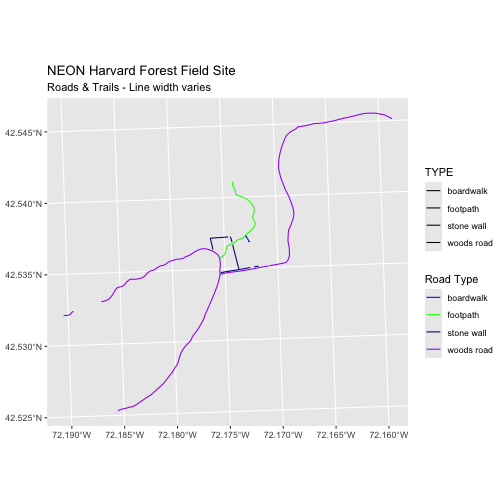 NEON Harvard Forest Field Site
Roads & Trails - Line width varies
42.545°N
42.540°N
42.535°N
42.530°N
42.525°N
72.190°W
72.185°W
72.180°W
72.175°W
72.170°W
72.165°W
72.160°W
TYPE
boardwalk
footpath
stone wall
woods road
Road Type
boardwalk
footpath
stone wall
woods road